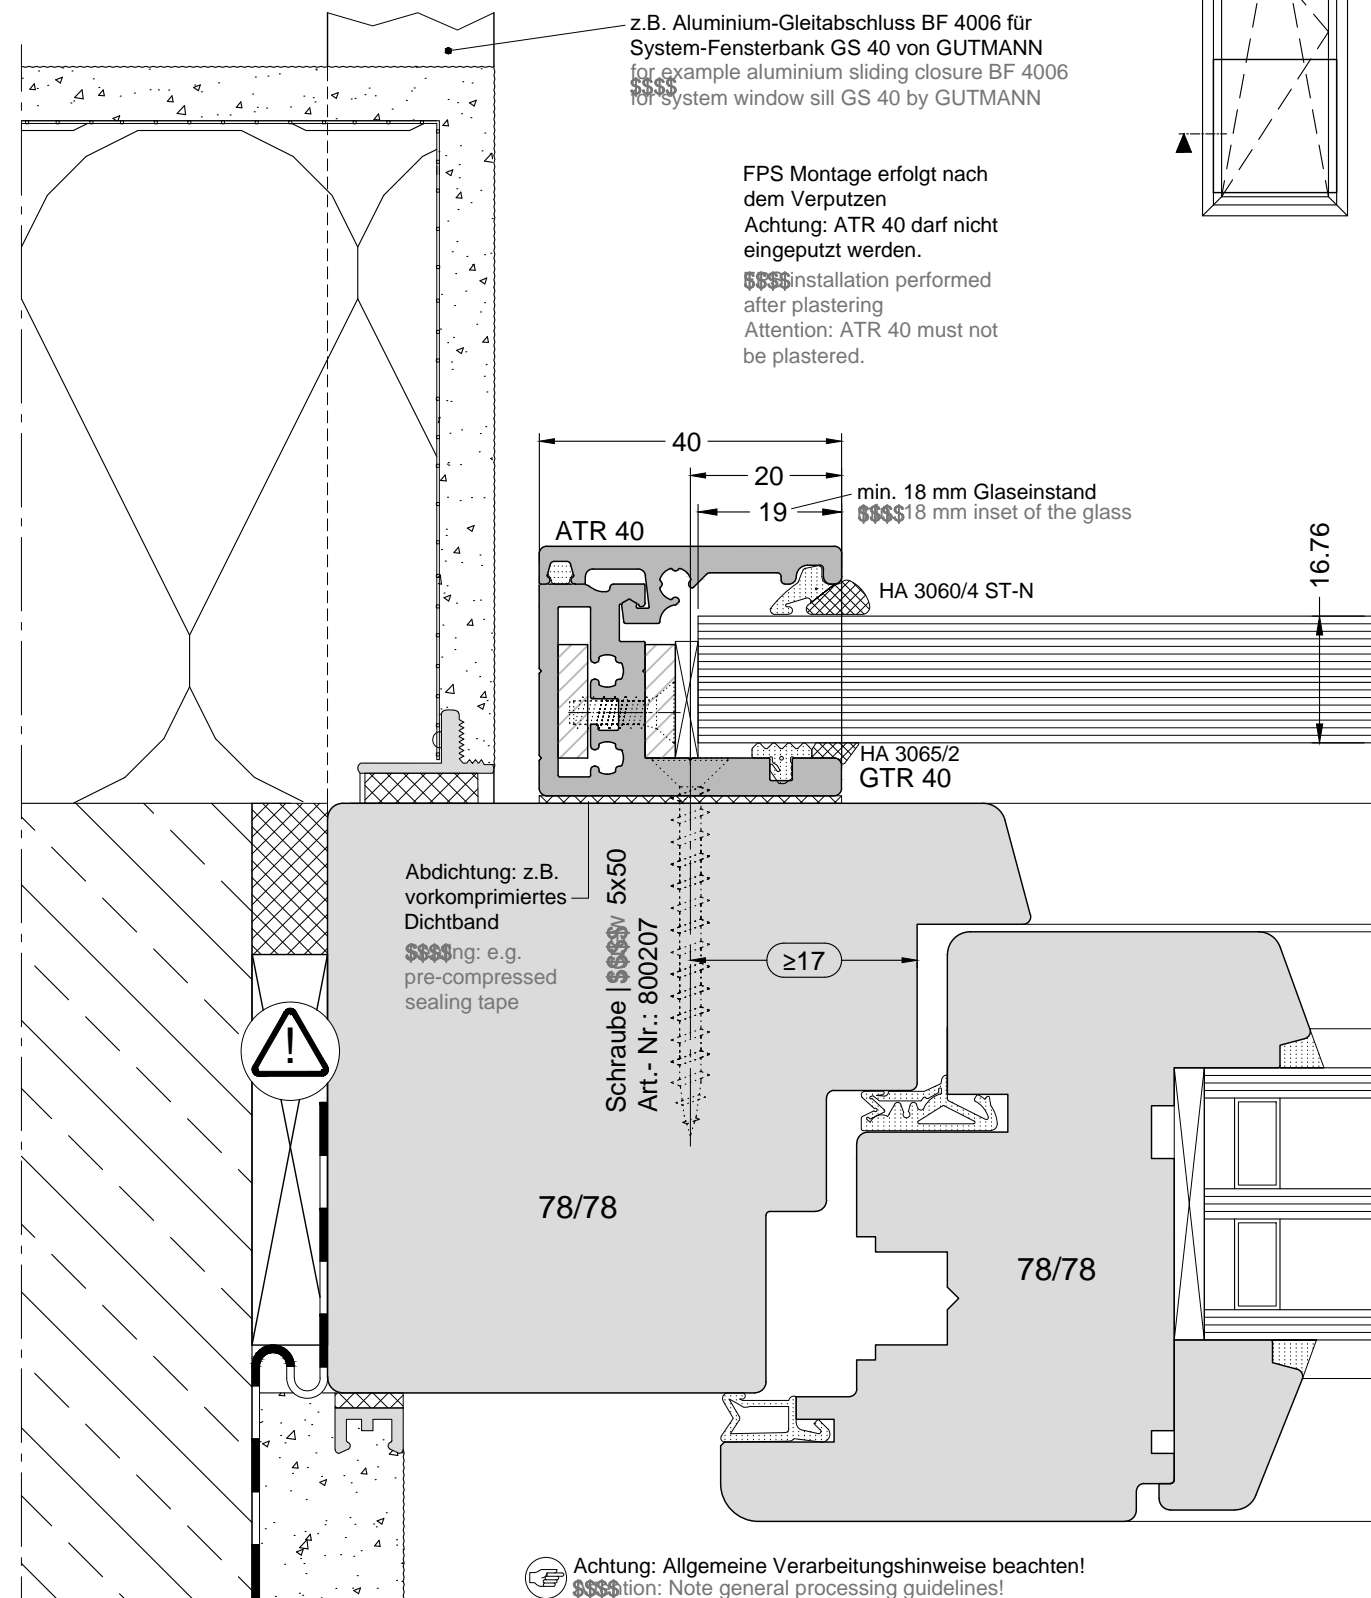 z.B. Aluminium-Gleitabschluss BF 4006 für
System-Fensterbank GS 40 von GUTMANN
for example aluminium sliding closure BF 4006
$$$$
for system window sill GS 40 by GUTMANN
FPS Montage erfolgt nach
dem Verputzen
Achtung: ATR 40 darf nicht
eingeputzt werden.
$$$$ installation performed
after plastering
Attention: ATR 40 must not
be plastered.
40
20
19
min. 18 mm Glaseinstand
$$$$ 18 mm inset of the glass
ATR 40
16.76
HA 3060/4 ST-N
HA 3065/2
GTR 40
Abdichtung: z.B.
vorkomprimiertes
Dichtband
$$$$ng: e.g.
pre-compressed
sealing tape
Schraube | $$$$w 5x50
Art.- Nr.: 800207
≥17
!
78/78
78/78
Achtung: Allgemeine Verarbeitungshinweise beachten!
$$$$tion: Note general processing guidelines!